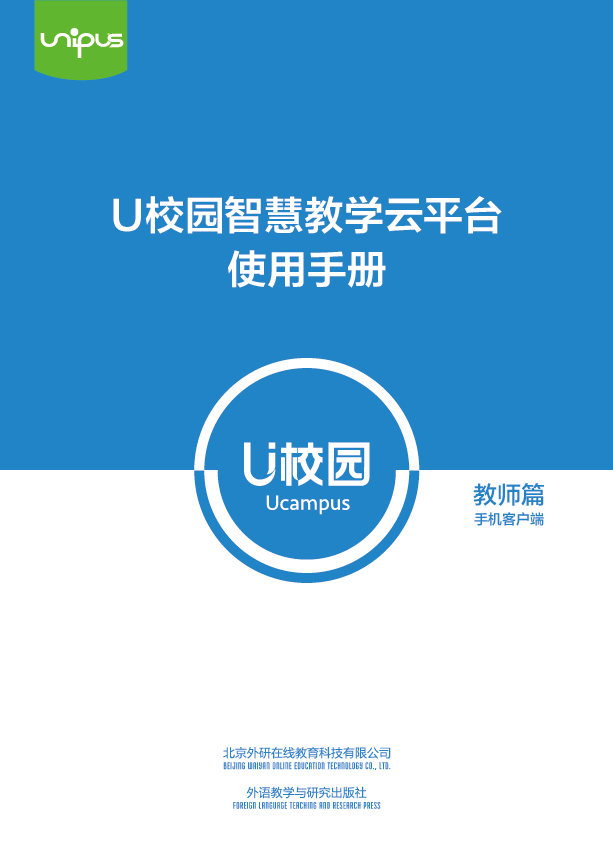 unipus
U校园智慧教学云平台
使用手册
U校园
Ucampus
教师篇
手机客户端
北京外研在线教育科技有限公司
BEIJING WAIYAN ONLINE EDUCATION TECHNOLOGY CO., LTD.
外语教学与研究出版社
FOREIGN LANGUAGE TEACHING AND RESEARCH PRESS